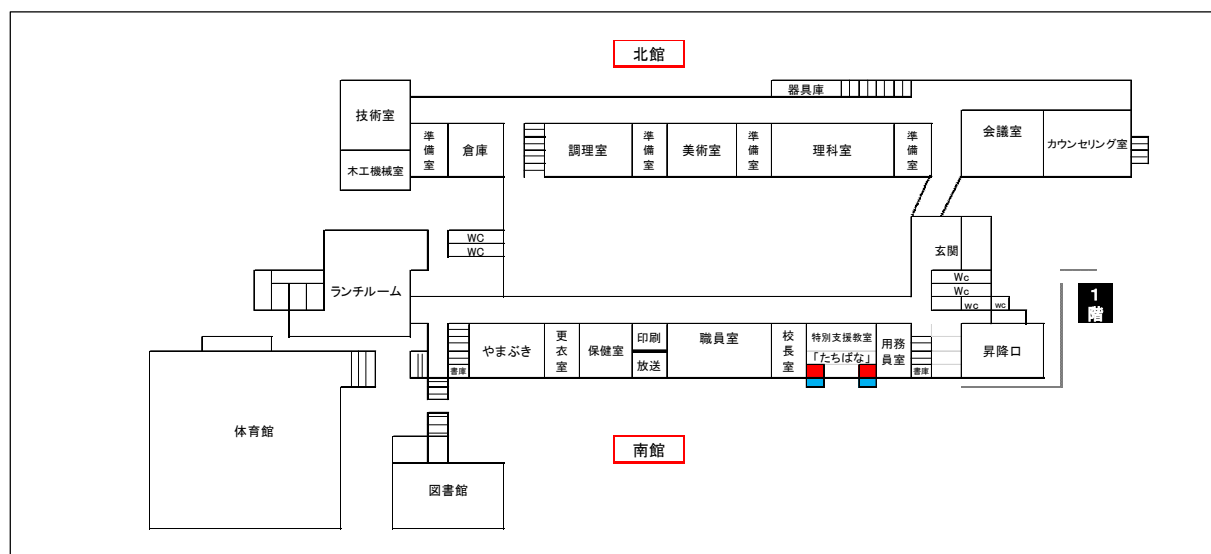 北館
器具庫
技術室
木工機械室
準備室
倉庫
調理室
準備室
美術室
準備室
理科室
準備室
会議室
カウンセリング室
WC
WC
玄関
Wc
Wc
WC
WC
ランチルーム
1階
やまぶき
更衣室
保健室
印刷
放送
職員室
校長室
特別支援教室
「たちばな」
用務員室
昇降口
書庫
書庫
体育館
南館
図書館